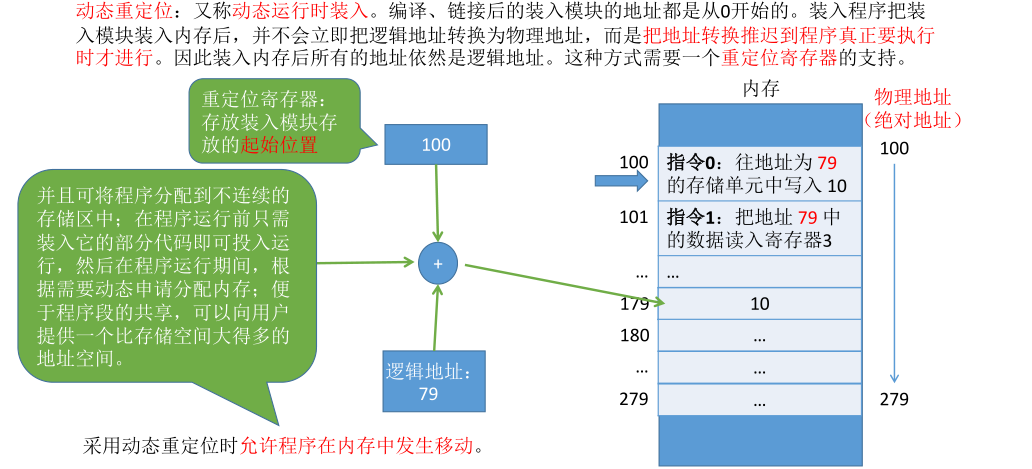 动态重定位：又称动态运行时装入。编译、链接后的装入模块的地址都是从0开始的。装入程序把装
入模块装入内存后，并不会立即把逻辑地址转换为物理地址，而是把地址转换推迟到程序真正要执行
时才进行。因此装入内存后所有的地址依然是逻辑地址。这种方式需要一个重定位寄存器的支持。
重定位寄存器：
存放装入模块存
放的起始位置
100
并且可将程序分配到不连续的
存储区中；在程序运行前只需
装入它的部分代码即可投入运
行，然后在程序运行期间，根
据需要动态申请分配内存；便
于程序段的共享，可以向用户
提供一个比存储空间大得多的
地址空间。
+
逻辑地址：
79
采用动态重定位时允许程序在内存中发生移动。
内存
物理地址
（绝对地址）
100
指令0：往地址为 79
的存储单元中写入 10
100
101
指令1：把地址 79 中
的数据读入寄存器3
...
...
179
10
180
...
...
...
279
...
279